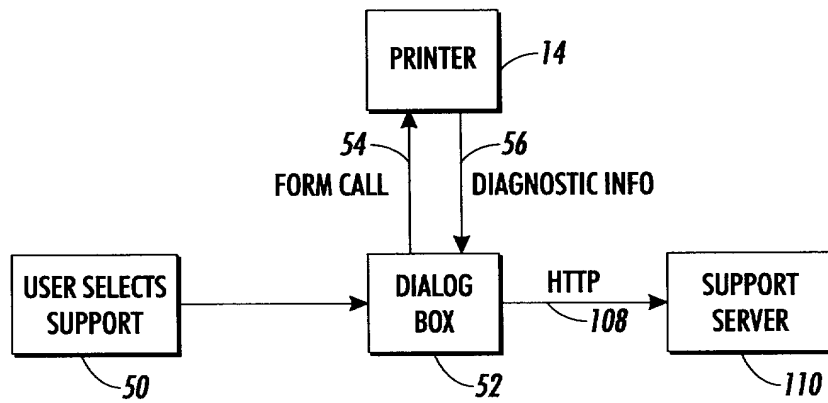 PRINTER
14
54
56
FORM CALL
DIAGNOSTIC INFO
USER SELECTS
SUPPORT
50
DIALOG
BOX
52
HTTP
108
SUPPORT
SERVER
110